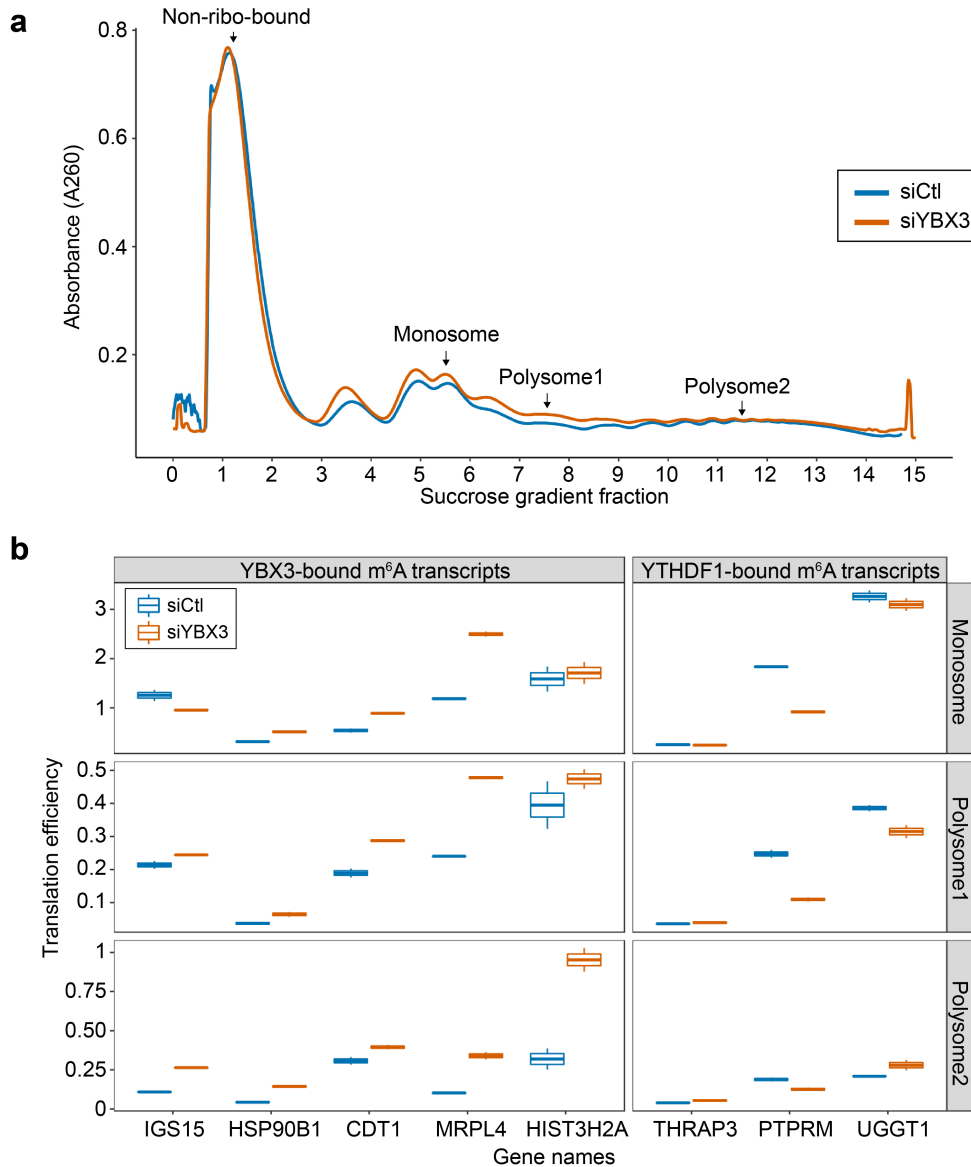 a
Non-ribo-bound
0.8
0.6
0.4
0.2
Absorbance (A260)
siCtl
siYBX3
Monosome
Polysome1
Polysome2
0 1 2 3 4 5 6 7 8 9 10 11 12 13 14 15
Succrose gradient fraction
b
YBX3-bound m⁶A transcripts
YTHDF1-bound m⁶A transcripts
siCtl
siYBX3
3
2
1
Monosome
0.5
0.4
0.3
0.2
0.1
Polysome1
Translation efficiency
1
0.75
0.50
0.25
0
Polysome2
IGS15 HSP90B1 CDT1 MRPL4 HIST3H2A THRAP3 PTPRM UGGT1
Gene names